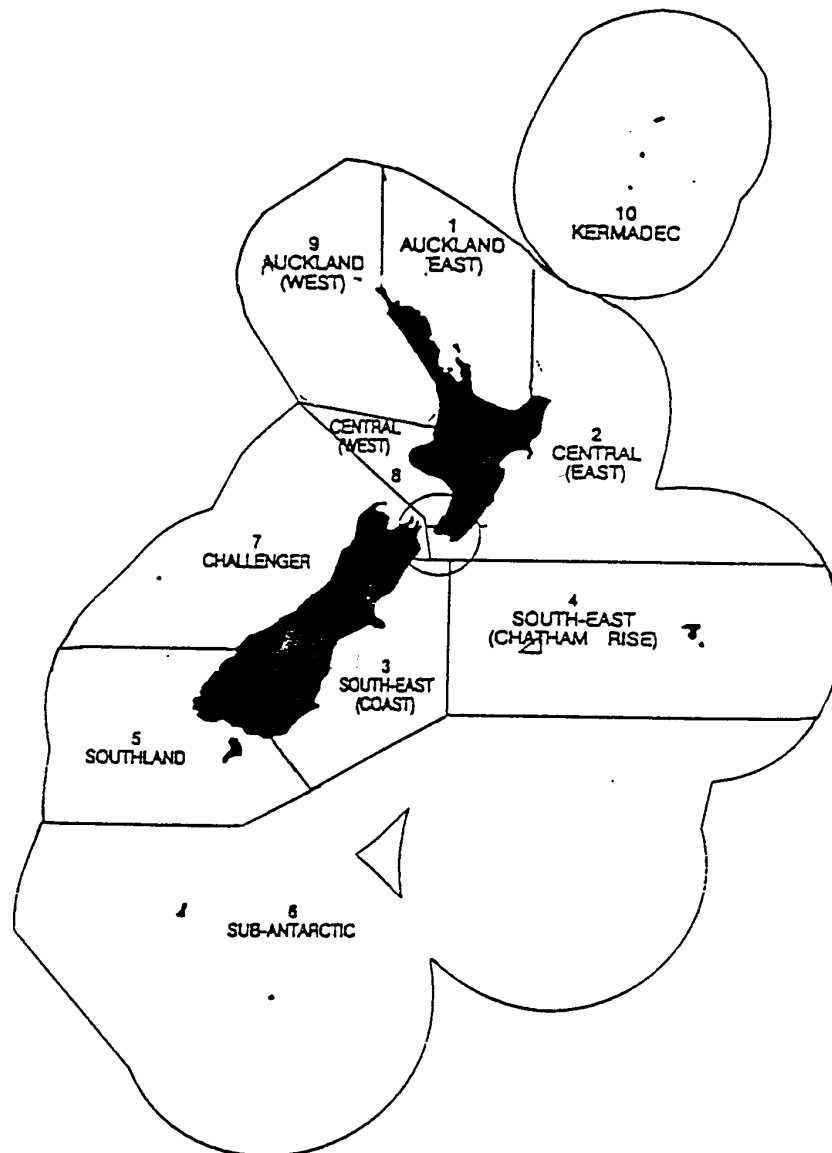 10
KERMADEC
1
AUCKLAND
(EAST)
9
AUCKLAND
(WEST)
CENTRAL
(WEST)
8
2
CENTRAL
(EAST)
7
CHALLENGER
4
SOUTH-EAST
(CHATHAM RISE)
3
SOUTH-EAST
(COAST)
5
SOUTHLAND
6
SUB-ANTARCTIC